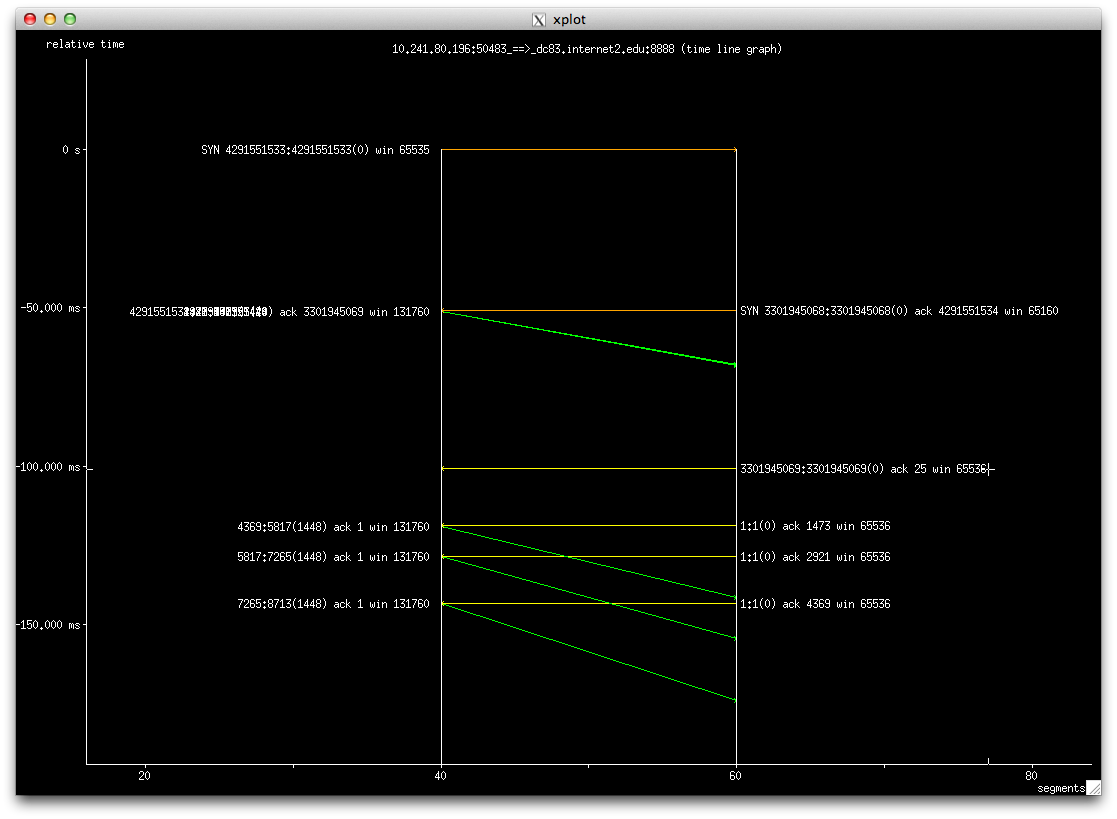 xplot
relative time
10.241.80.196:50483_==>_dc83.internet2.edu:8888 (time line graph)
0 s
SYN 4291551533:4291551533(0) win 65535
-50.000 ms
ack 3301945069 win 131760
SYN 3301945068:3301945068(0) ack 4291551534 win 65160
-100.000 ms
3301945069:3301945069(0) ack 25 win 65536
4369:5817(1448) ack 1 win 131760
1:1(0) ack 1473 win 65536
5817:7265(1448) ack 1 win 131760
1:1(0) ack 2921 win 65536
7265:8713(1448) ack 1 win 131760
1:1(0) ack 4369 win 65536
150.000 ms
20
40
60
80
segments